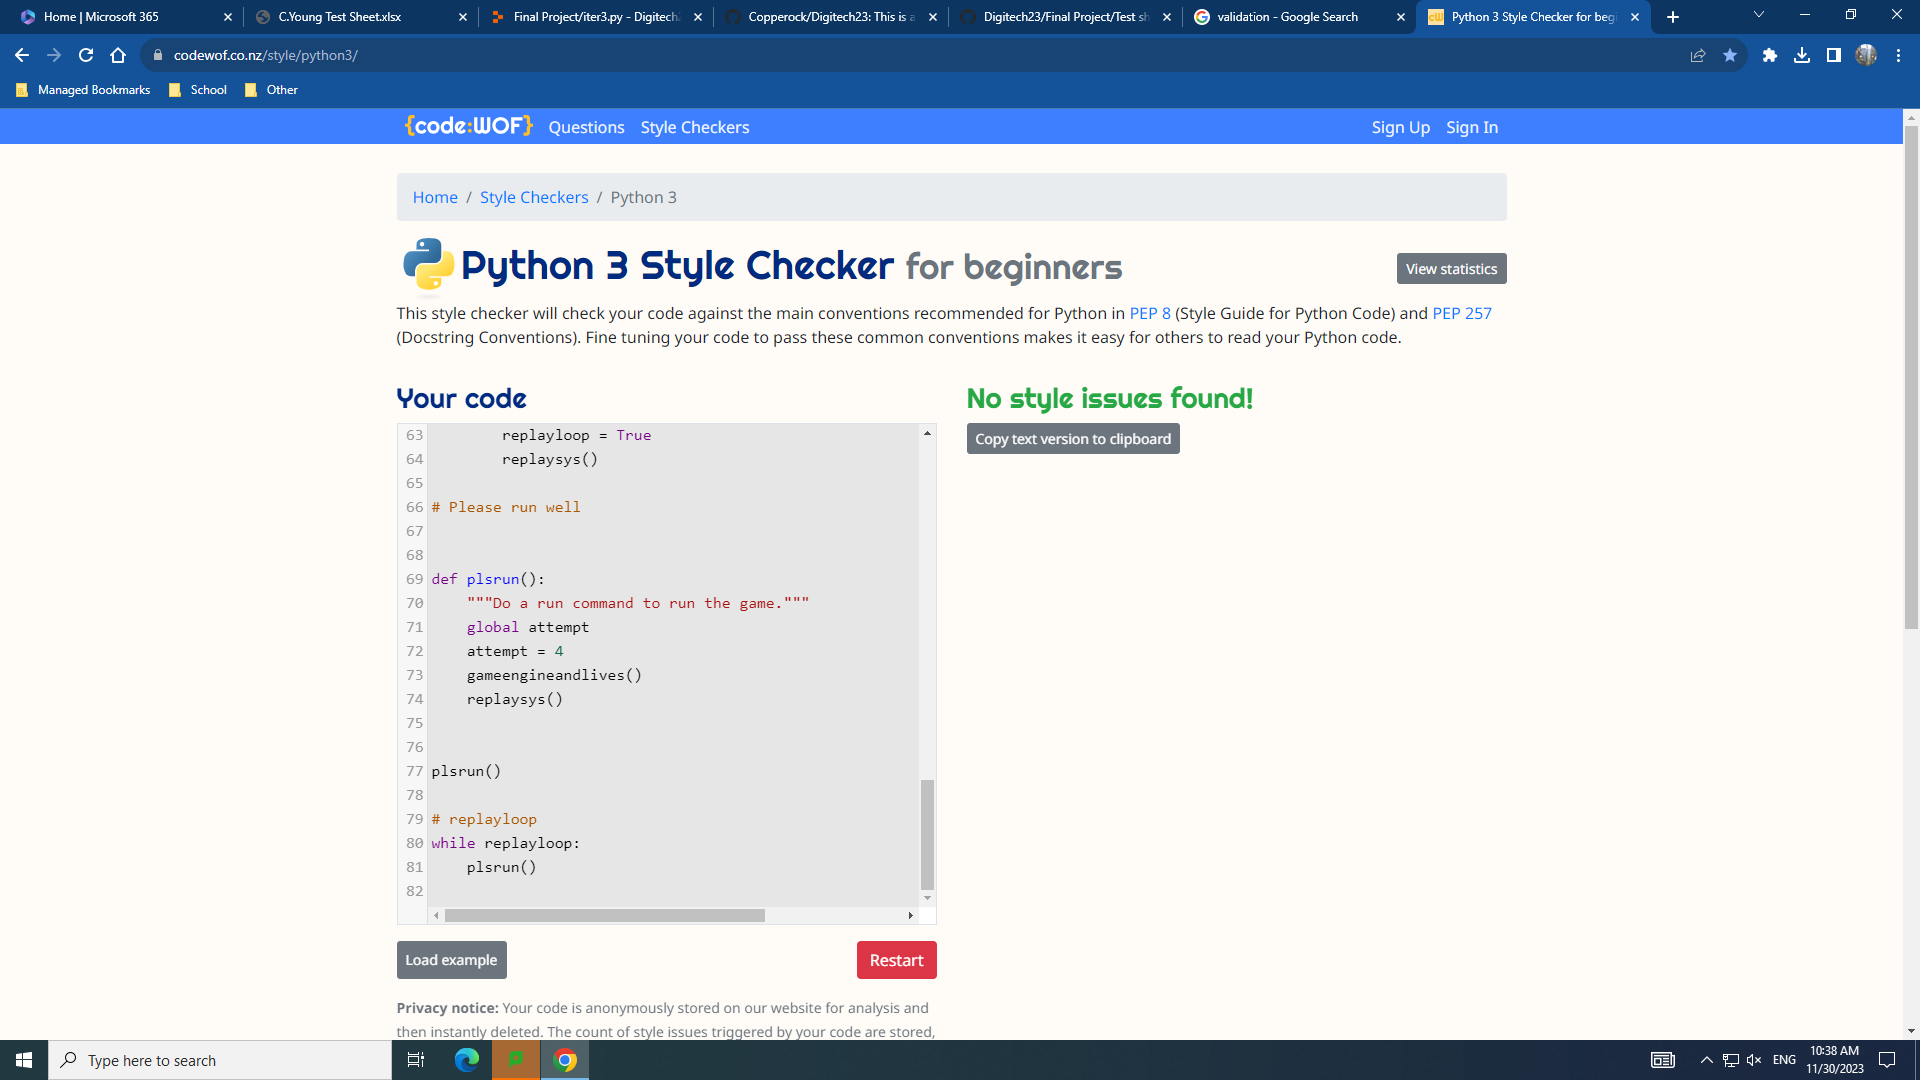 Home | Microsoft 365
C.Young Test Sheet.xlsx
Final Project/iter3.py - Digitech2
Copperock/Digitech23: This is a
Digitech23/Final Project/Test sh
validation - Google Search
Python 3 Style Checker for begi
codewof.co.nz/style/python3/
Managed Bookmarks
School
Other
{code:WOF}
Questions
Style Checkers
Sign Up
Sign In
Home / Style Checkers / Python 3
Python 3 Style Checker for beginners
View statistics
This style checker will check your code against the main conventions recommended for Python in PEP 8 (Style Guide for Python Code) and PEP 257
(Docstring Conventions). Fine tuning your code to pass these common conventions makes it easy for others to read your Python code.
Your code
63         replayloop = True
64         replaysys()
65
66 # Please run well
67
68
69 def plsrun():
70     """Do a run command to run the game."""
71     global attempt
72     attempt = 4
73     gameengineandlives()
74     replaysys()
75
76
77 plsrun()
78
79 # replayloop
80 while replayloop:
81     plsrun()
82
No style issues found!
Copy text version to clipboard
Load example
Restart
Privacy notice: Your code is anonymously stored on our website for analysis and
then instantly deleted. The count of style issues triggered by your code are stored,
Type here to search
ENG
10:38 AM
11/30/2023